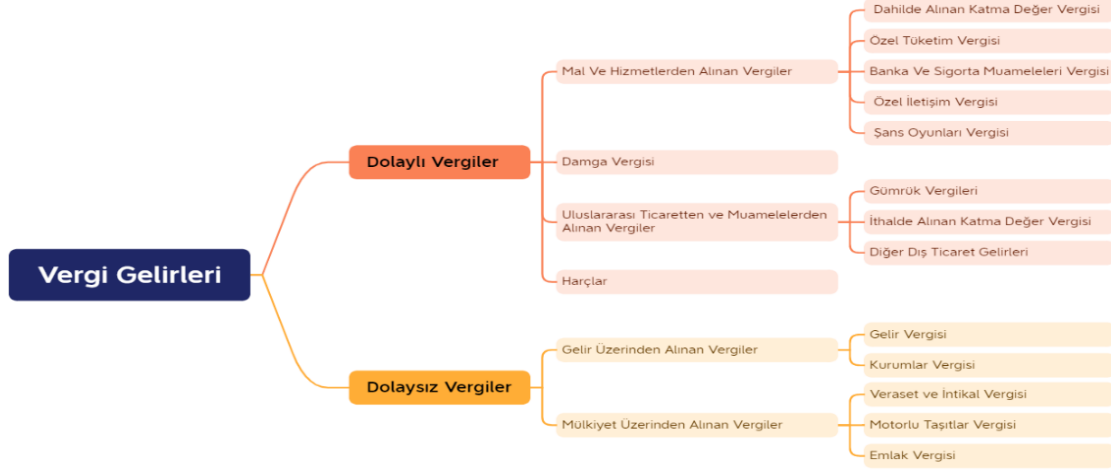 Vergi Gelirleri
Dolaylı Vergiler
Mal Ve Hizmetlerden Alınan Vergiler
Dahilde Alınan Katma Değer Vergisi
Özel Tüketim Vergisi
Banka Ve Sigorta Muameleleri Vergisi
Özel İletişim Vergisi
Şans Oyunları Vergisi
Damga Vergisi
Uluslararası Ticaretten ve Muamelelerden
Alınan Vergiler
Gümrük Vergileri
İthalde Alınan Katma Değer Vergisi
Diğer Dış Ticaret Gelirleri
Harçlar
Dolaysız Vergiler
Gelir Üzerinden Alınan Vergiler
Gelir Vergisi
Kurumlar Vergisi
Mülkiyet Üzerinden Alınan Vergiler
Veraset ve İntikal Vergisi
Motorlu Taşıtlar Vergisi
Emlak Vergisi